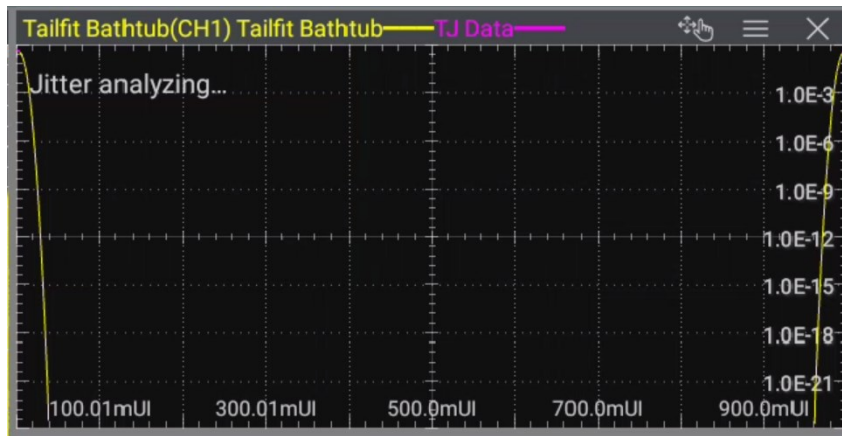 Tailfit Bathtub(CH1) Tailfit Bathtub TJ Data
Jitter analyzing...
1.0E-3
1.0E-6
1.0E-9
1.0E-12
1.0E-15
1.0E-18
1.0E-21
100.01mUI 300.01mUI 500.0mUI 700.0mUI 900.0mUI